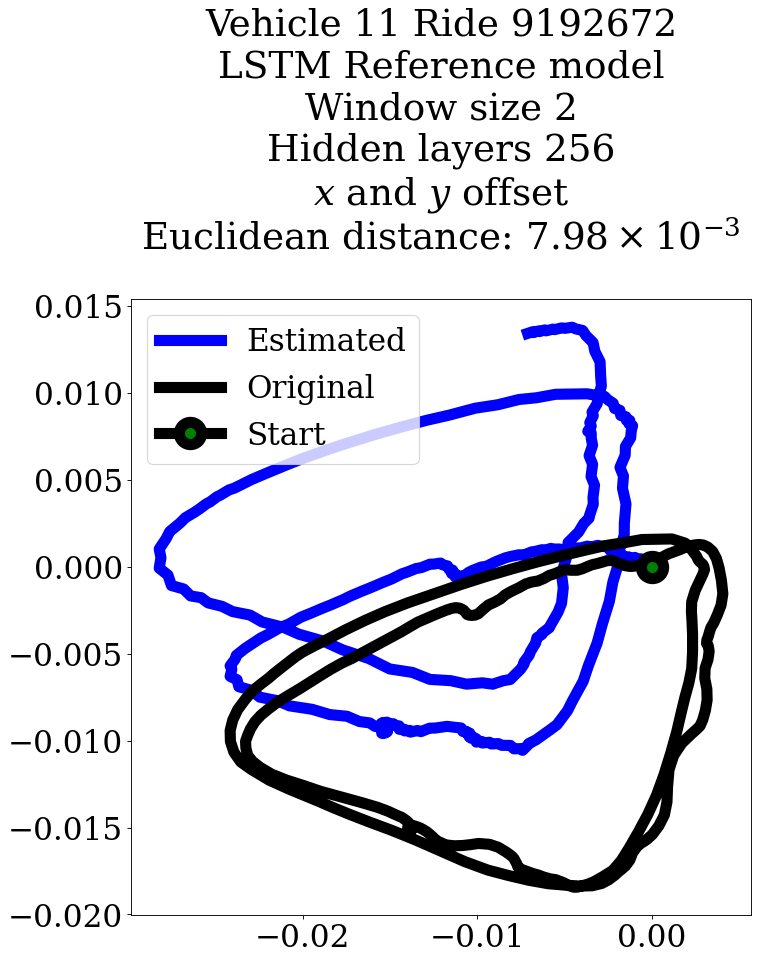 Vehicle 11 Ride 9192672
LSTM Reference model
Window size 2
Hidden layers 256
x and y offset
Euclidean distance: 7.98 × 10⁻³
0.015
0.010
0.005
0.000
−0.005
−0.010
−0.015
−0.020
Estimated
Original
Start
−0.02
−0.01
0.00